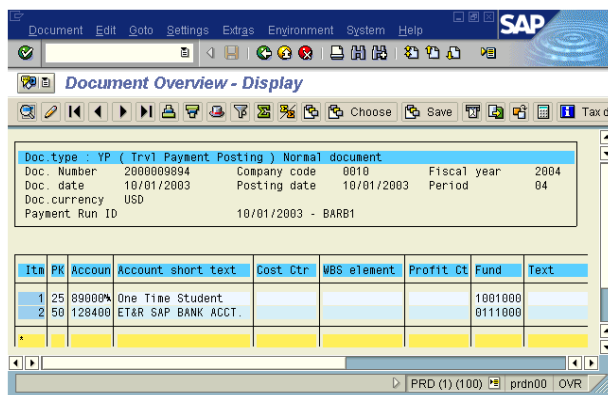 Document Edit Goto Settings Extras Environment System Help
SAP
Document Overview - Display
Choose Save Tax d
Doc.type : YP ( Trvl Payment Posting ) Normal document
Doc. Number 2000009894 Company code 0010 Fiscal year 2004
Doc. date 10/01/2003 Posting date 10/01/2003 Period 04
Doc.currency USD
Payment Run ID 10/01/2003 - BARB1
Itm PK Accoun Account short text Cost Ctr WBS element Profit Ct Fund Text
1 25 89000 One Time Student 1001000
2 50 128400 ET&R SAP BANK ACCT. 0111000
*
PRD (1) (100) prdn00 OVR